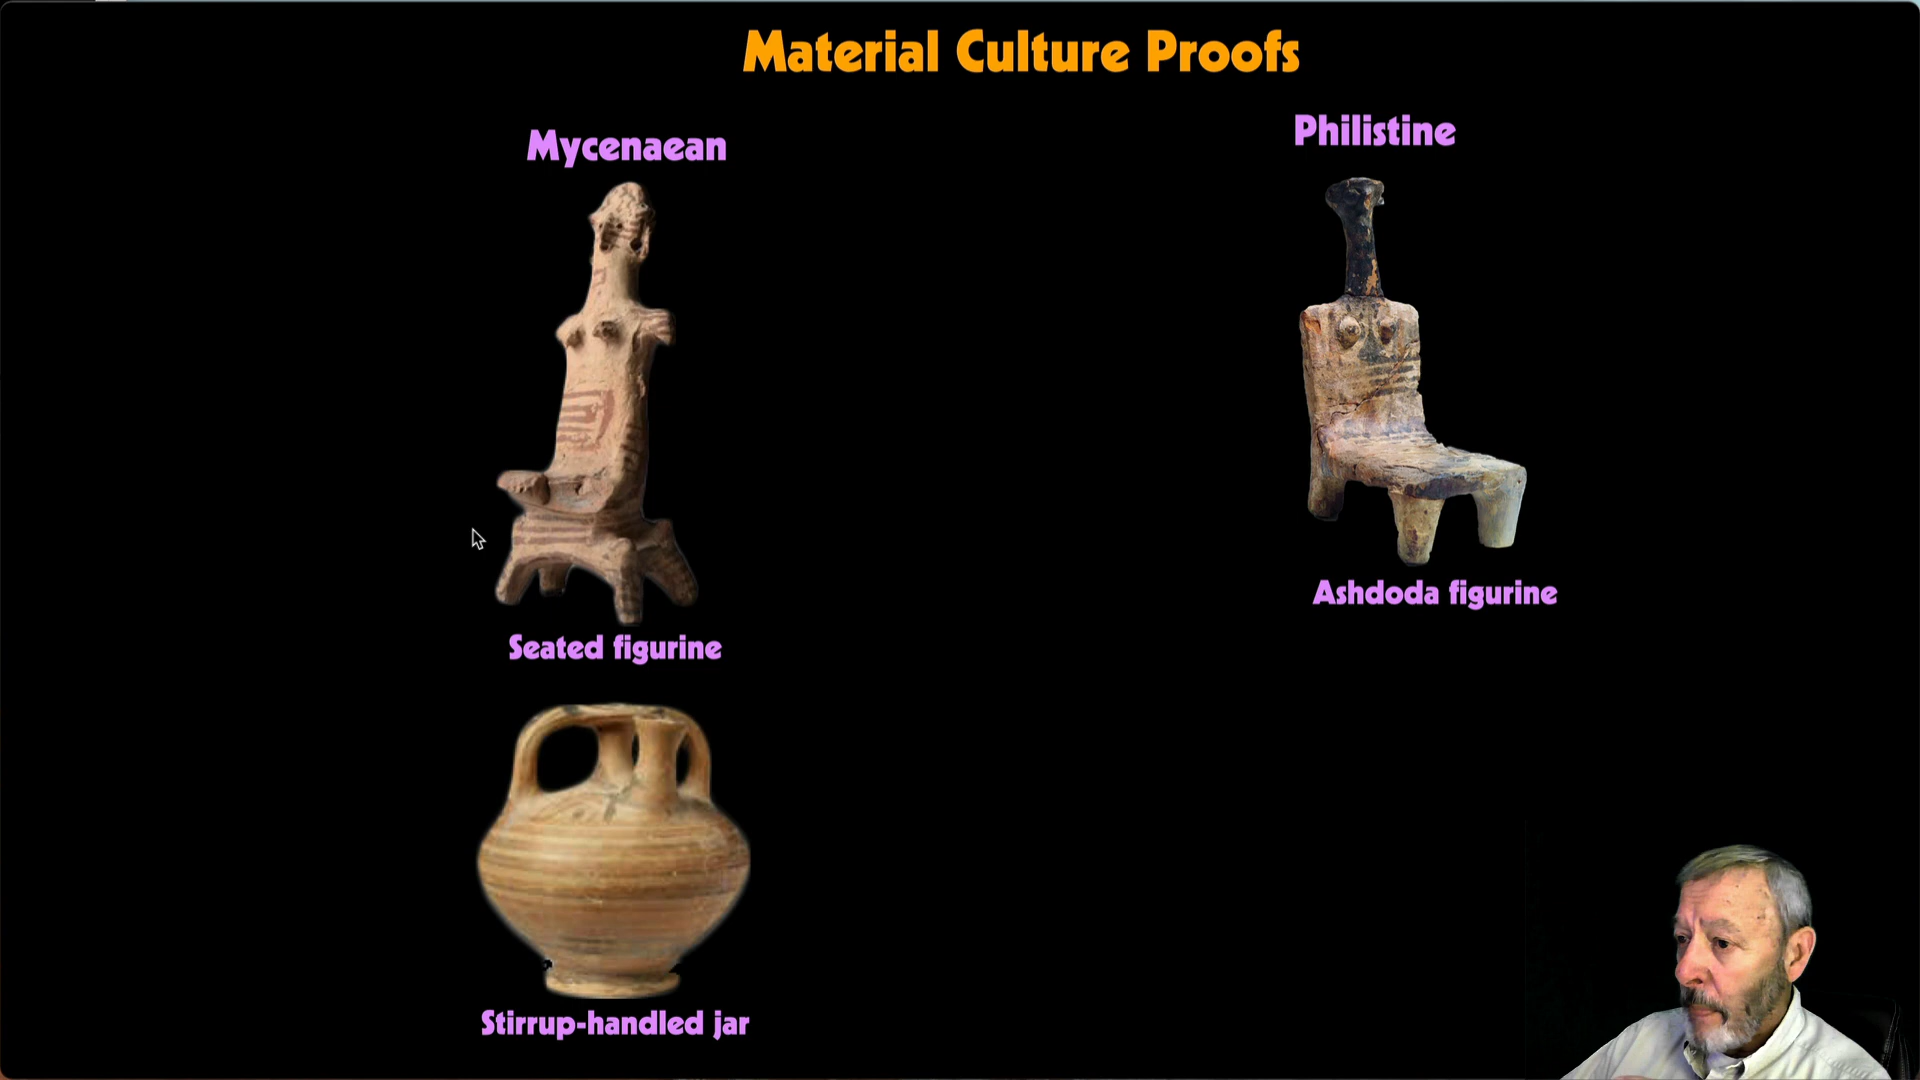 Material Culture Proofs
Mycenaean
Philistine
Ashdoda figurine
Seated figurine
Stirrup-handled jar